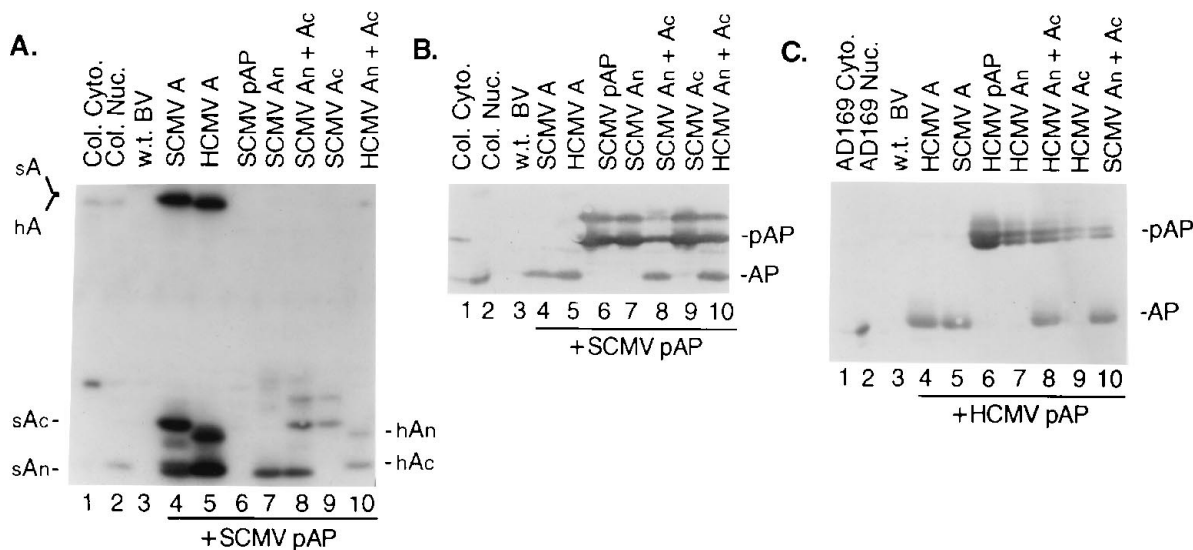 A.
Col. Cyto.
Col. Nuc.
w.t. BV
SCMV A
HCMV A
SCMV pAP
SCMV An
SCMV An + Ac
SCMV Ac
HCMV An + Ac
sA
hA
sAc-
sAn-
-hAn
-hAc
1 2 3 4 5 6 7 8 9 10
+SCMV pAP
B.
Col. Cyto.
Col. Nuc.
w.t. BV
SCMV A
HCMV A
SCMV pAP
SCMV An
SCMV An + Ac
SCMV Ac
HCMV An + Ac
-pAP
-AP
1 2 3 4 5 6 7 8 9 10
+SCMV pAP
C.
AD169 Cyto.
AD169 Nuc.
w.t. BV
HCMV A
SCMV A
HCMV pAP
HCMV An
HCMV An + Ac
HCMV Ac
SCMV An + Ac
-pAP
-AP
1 2 3 4 5 6 7 8 9 10
+HCMV pAP